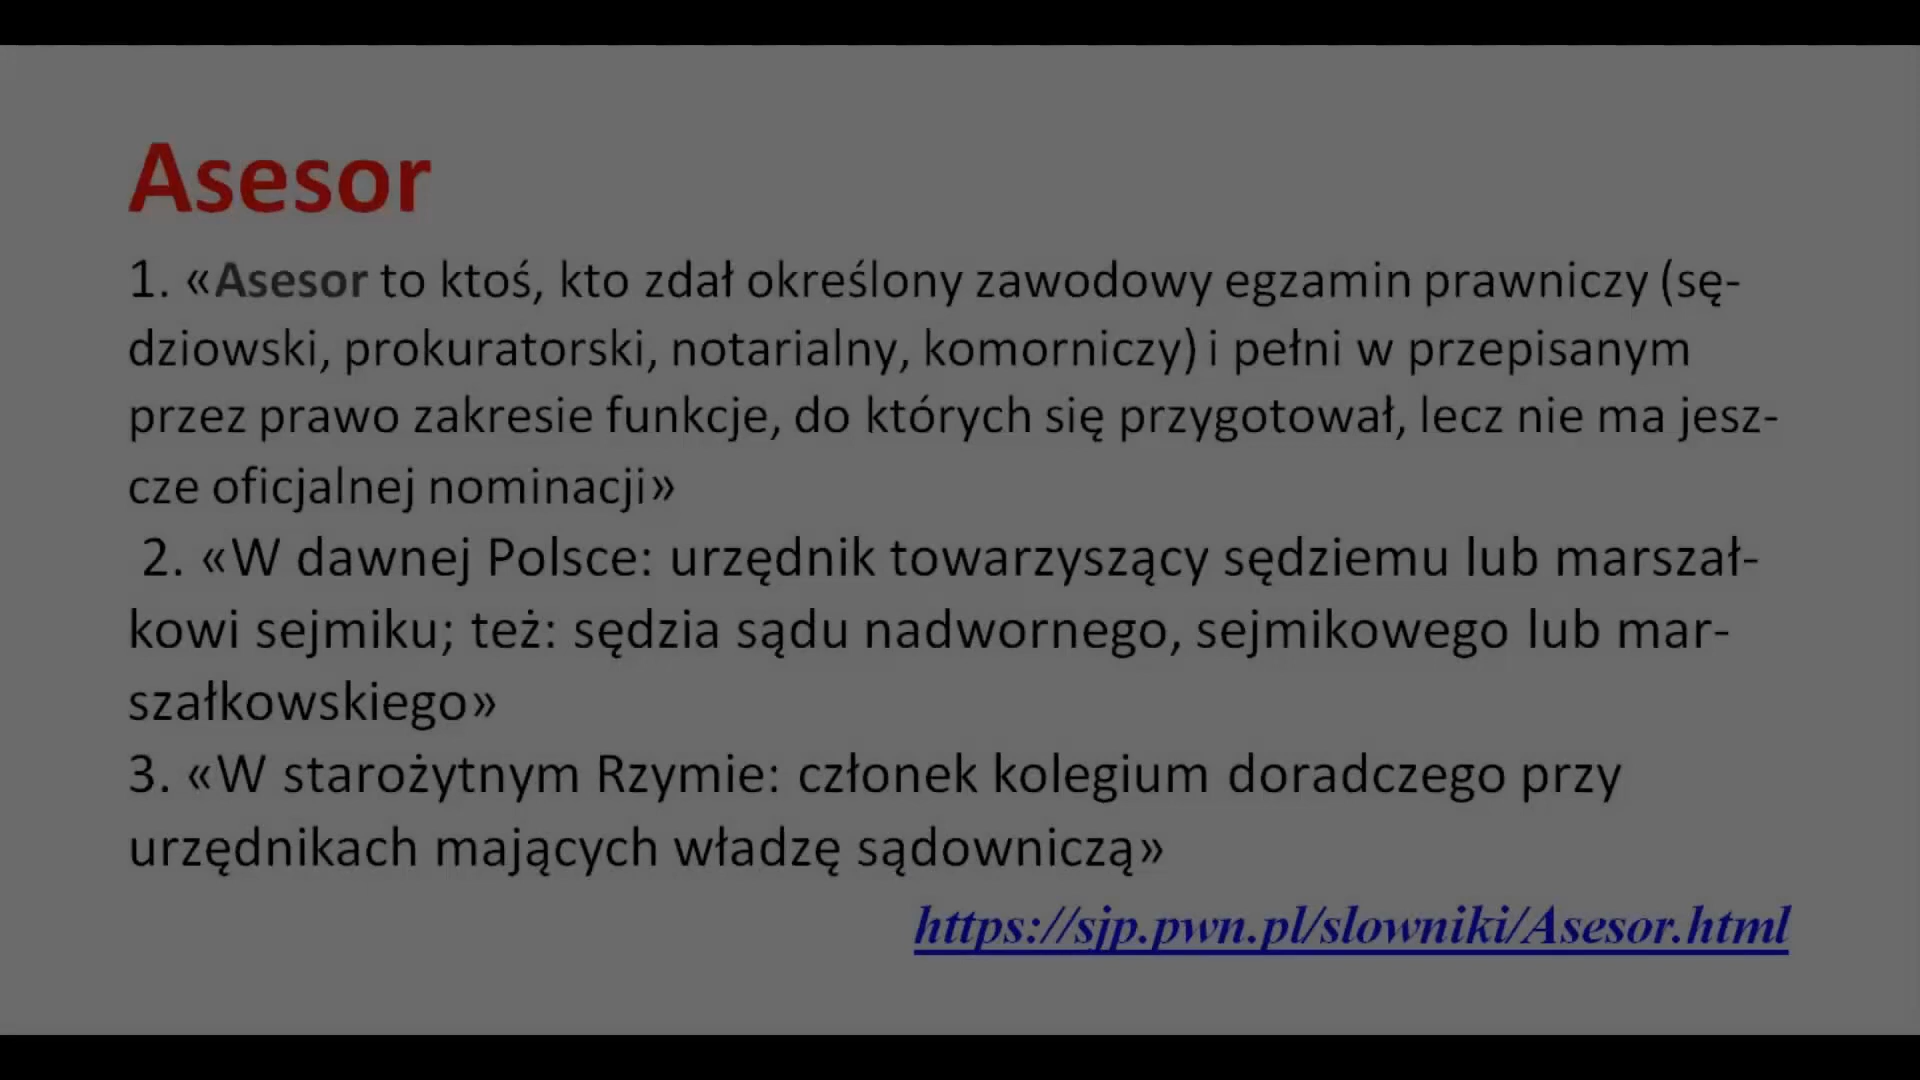 Asesor
1. «Asesor to ktoś, kto zdał określony zawodowy egzamin prawniczy (sę-
dziowski, prokuratorski, notarialny, komorniczy) i pełni w przepisanym
przez prawo zakresie funkcje, do których się przygotował, lecz nie ma jesz-
cze oficjalnej nominacji»
2. «W dawnej Polsce: urzędnik towarzyszący sędziemu lub marszał-
kowi sejmiku; też: sędzia sądu nadwornego, sejmikowego lub mar-
szałkowskiego»
3. «W starożytnym Rzymie: członek kolegium doradczego przy
urzędnikach mających władzę sądowniczą»
https://sjp.pwn.pl/slowniki/Asesor.html